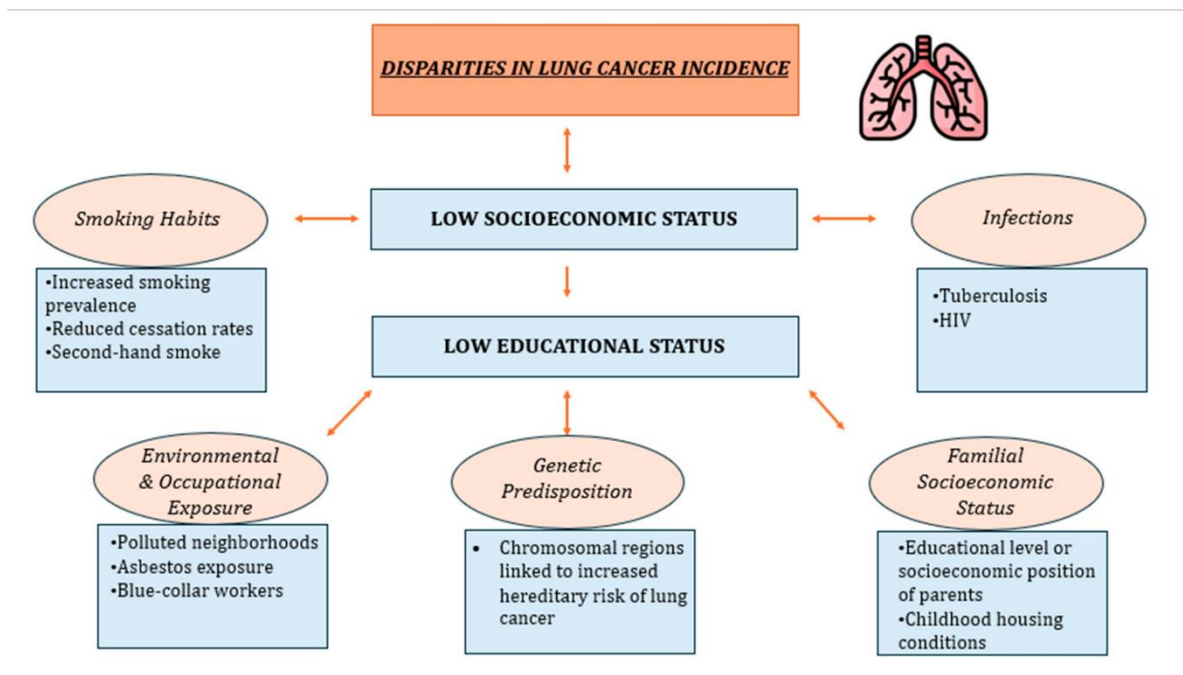 DISPARITIES IN LUNG CANCER INCIDENCE
Smoking Habits
LOW SOCIOECONOMIC STATUS
Infections
•Increased smoking
prevalence
•Reduced cessation rates
•Second-hand smoke
•Tuberculosis
•HIV
LOW EDUCATIONAL STATUS
Environmental
& Occupational
Exposure
•Polluted neighborhoods
•Asbestos exposure
•Blue-collar workers
Genetic
Predisposition
• Chromosomal regions
linked to increased
hereditary risk of lung
cancer
Familial
Socioeconomic
Status
•Educational level or
socioeconomic position
of parents
•Childhood housing
conditions